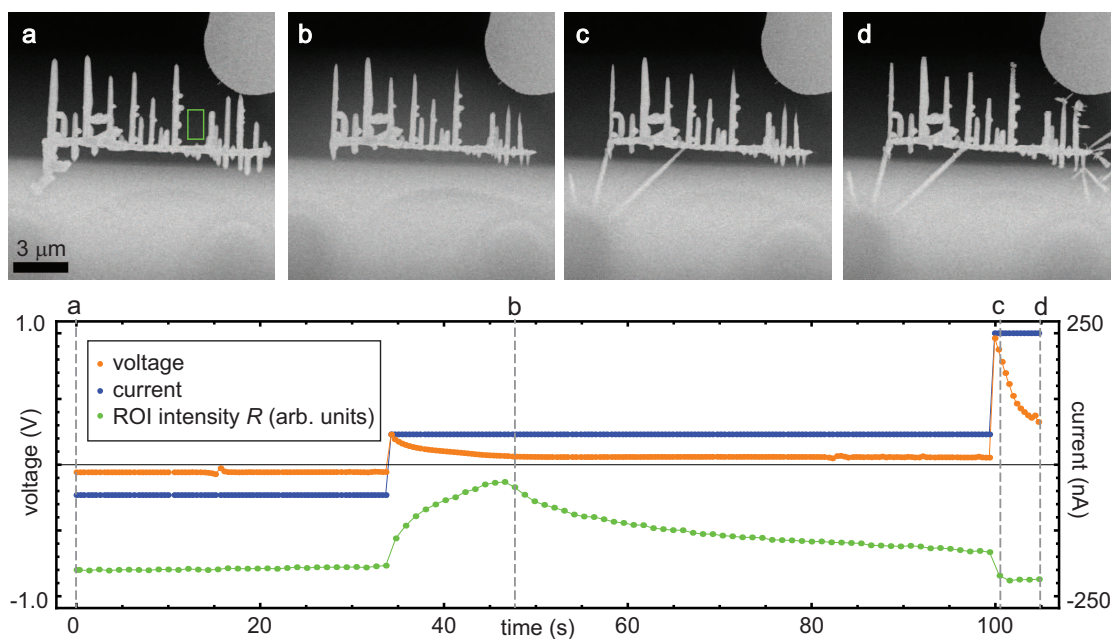 a
b
c
d
3 μm
a
b
c
d
1.0
250
voltage
current
ROI intensity R (arb. units)
voltage (V)
current (nA)
-1.0
-250
0
20
40
60
80
100
time (s)